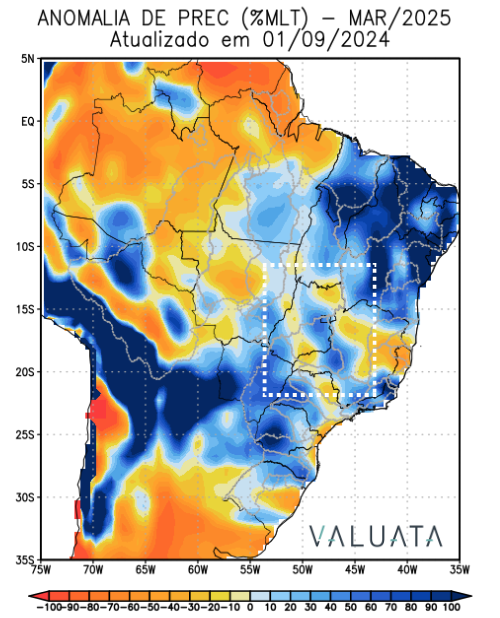 ANOMALIA DE PREC (%MLT) – MAR/2025
Atualizado em 01/09/2024
5N
EQ
5S
10S
15S
20S
25S
30S
35S
VALUATA
75W 70W 65W 60W 55W 50W 45W 40W 35W
-100 -90 -80 -70 -60 -50 -40 -30 -20 -10 0 10 20 30 40 50 60 70 80 90 100